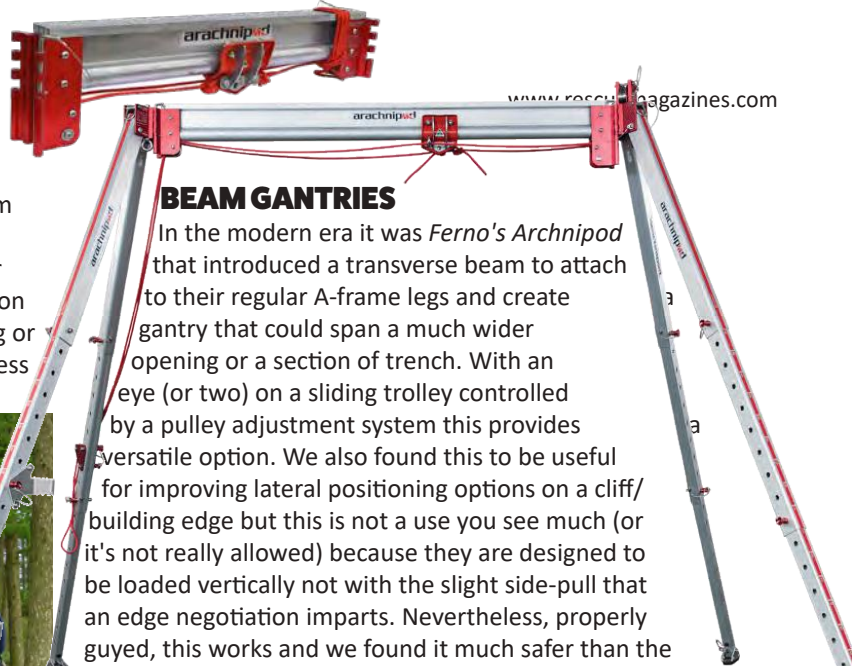 arachnipod
www.rescuemagazines.com
arachnipod
arachnipod
arachnipod
on
g or
ess
BEAM GANTRIES
In the modern era it was Ferno's Archnipod
that introduced a transverse beam to attach
to their regular A-frame legs and create a
gantry that could span a much wider
opening or a section of trench. With an
eye (or two) on a sliding trolley controlled
by a pulley adjustment system this provides a
versatile option. We also found this to be useful
for improving lateral positioning options on a cliff/
building edge but this is not a use you see much (or
it's not really allowed) because they are designed to
be loaded vertically not with the slight side-pull that
an edge negotiation imparts. Nevertheless, properly
guyed, this works and we found it much safer than the